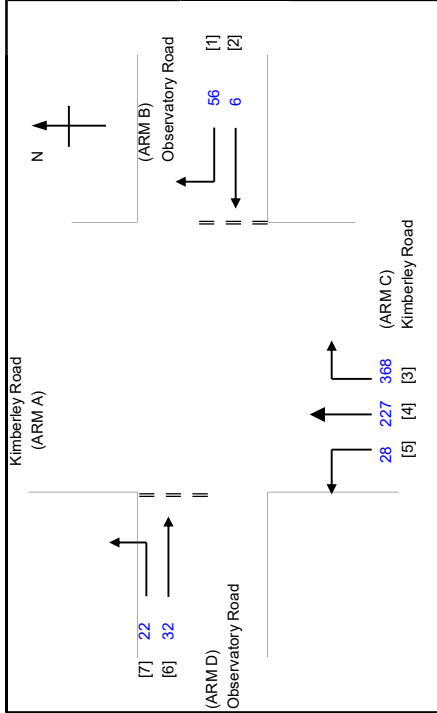 Kimberley Road
(ARM A)
N
(ARM B)
Observatory Road
56 [1]
6 [2]
[7] 22
[6] 32
(ARM D)
Observatory Road
(ARM C)
Kimberley Road
28 227 368
[5] [4] [3]